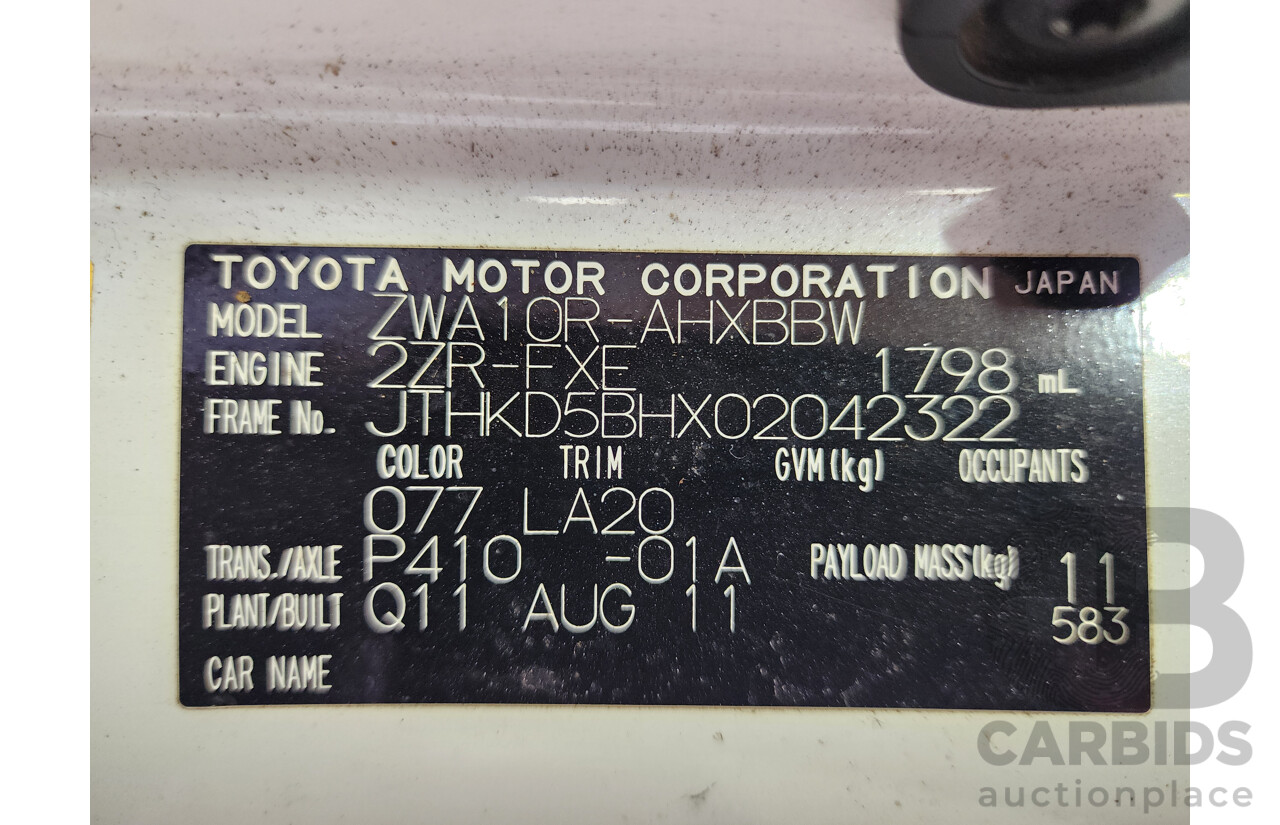 TOYOTA MOTOR CORPORATION JAPAN
MODEL ZWA10R-AHXBBW
ENGINE 2ZR-FXE 1798 mL
FRAME No. JTHKD5BHX02042322
COLOR TRIM GVM(kg) OCCUPANTS
077 LA20
TRANS./AXLE P410 -01A PAYLOAD MASS(kg) 11
PLANT/BUILT Q11 AUG 11 583
CAR NAME
B
CARBIDS
auctionplace